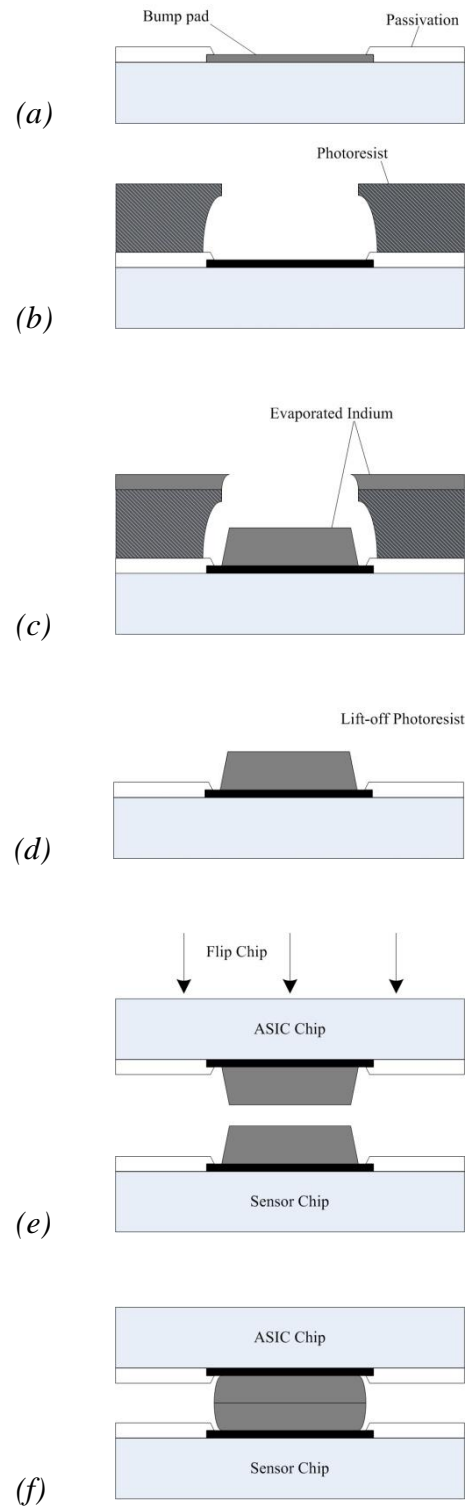 Bump pad
Passivation
(a)
Photoresist
(b)
Evaporated Indium
(c)
Lift-off Photoresist
(d)
Flip Chip
ASIC Chip
Sensor Chip
(e)
ASIC Chip
Sensor Chip
(f)